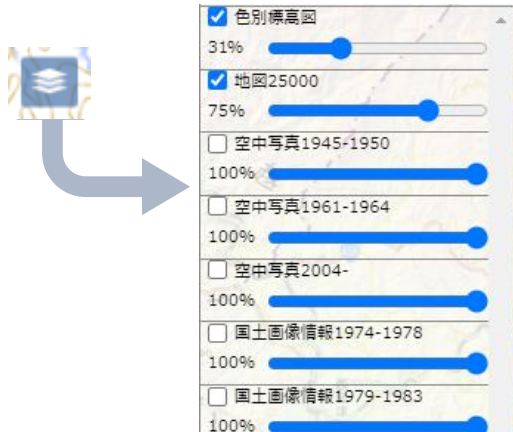 色別標高図
31%
地図25000
75%
空中写真1945-1950
100%
空中写真1961-1964
100%
空中写真2004-
100%
国土画像情報1974-1978
100%
国土画像情報1979-1983
100%